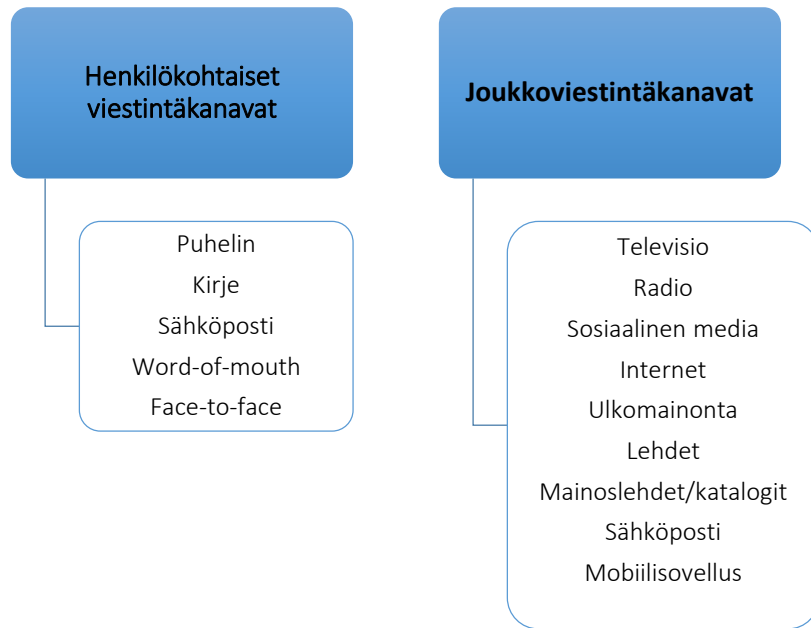 Henkilökohtaiset
viestintäkanavat
Puhelin
Kirje
Sähköposti
Word-of-mouth
Face-to-face
Joukkoviestintäkanavat
Televisio
Radio
Sosiaalinen media
Internet
Ulkomainonta
Lehdet
Mainoslehdet/katalogit
Sähköposti
Mobiilisovellus